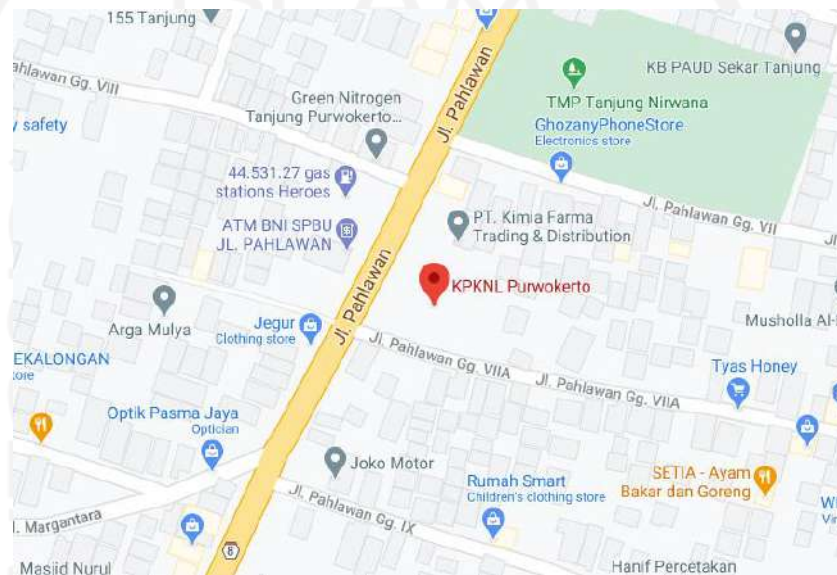 155 Tanjung
KB PAUD Sekar Tanjung
ahlawan Gg. VIII
Jl. Pahlawan
TMP Tanjung Nirwana
Green Nitrogen
Tanjung Purwokerto...
y safety
GhozanyPhoneStore
Electronics store
44.531.27 gas
stations Heroes
Jl. Pahlawan Gg. VII
Jl
PT. Kimia Farma
Trading & Distribution
ATM BNI SPBU
JL. PAHLAWAN
Jl. Pahlawan
KPKNL Purwokerto
Arga Mulya
Jegur
Clothing store
Musholla Al-
Jl. Pahlawan Gg. VIIA
Jl. Pahlawan Gg. VIIA
EKALONGAN
ore
Tyas Honey
Optik Pasma Jaya
Optician
Joko Motor
Rumah Smart
Children's clothing store
SETIA - Ayam
Bakar dan Goreng
Jl. Pahlawan Gg. IX
l. Margantara
8
Masjid Nurul
Hanif Percetakan